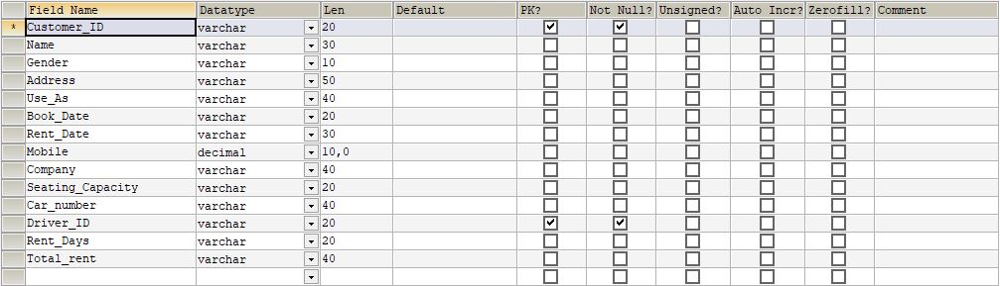 Field Name Datatype Len Default PK? Not Null? Unsigned? Auto Incr? Zerofill? Comment
* Customer_ID varchar 20
Name varchar 30
Gender varchar 10
Address varchar 50
Use_As varchar 40
Book_Date varchar 20
Rent_Date varchar 30
Mobile decimal 10,0
Company varchar 40
Seating_Capacity varchar 20
Car_number varchar 40
Driver_ID varchar 20
Rent_Days varchar 20
Total_rent varchar 40